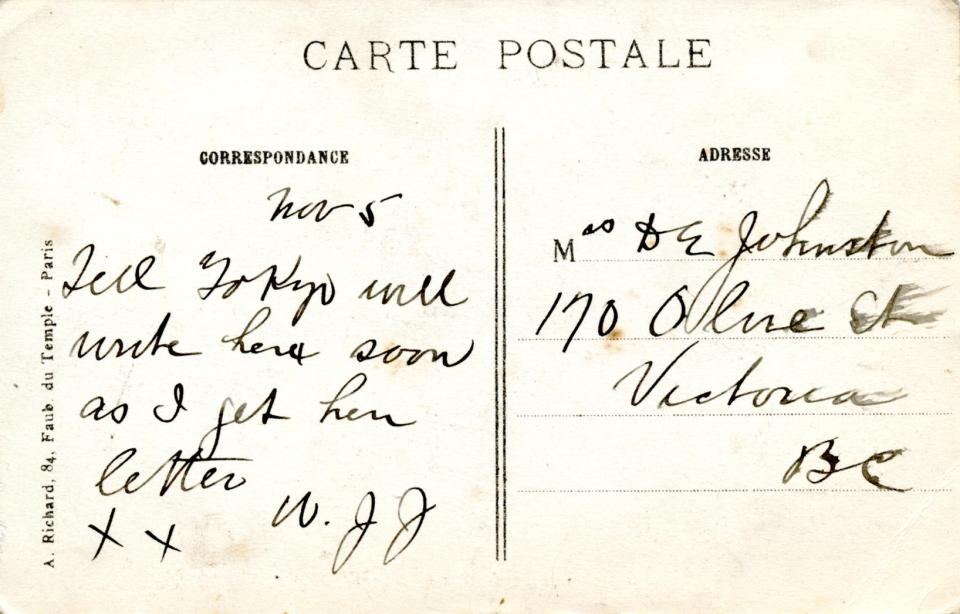 CARTE POSTALE
CORRESPONDANCE
Nov 5
Tell Tokyo will
write her soon
as I get her
letter
X X W. J J
ADRESSE
Mrs D E Johnston
170 Olive St
Victoria
BC
A. Richard, 84, Faub. du Temple - Paris